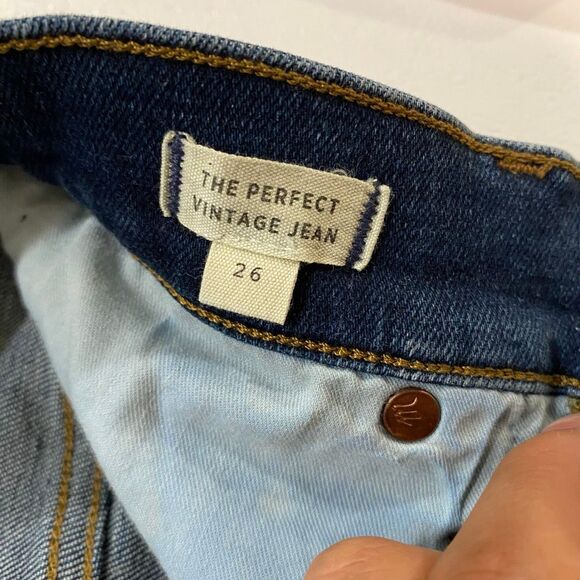 THE PERFECT
VINTAGE JEAN
26
M